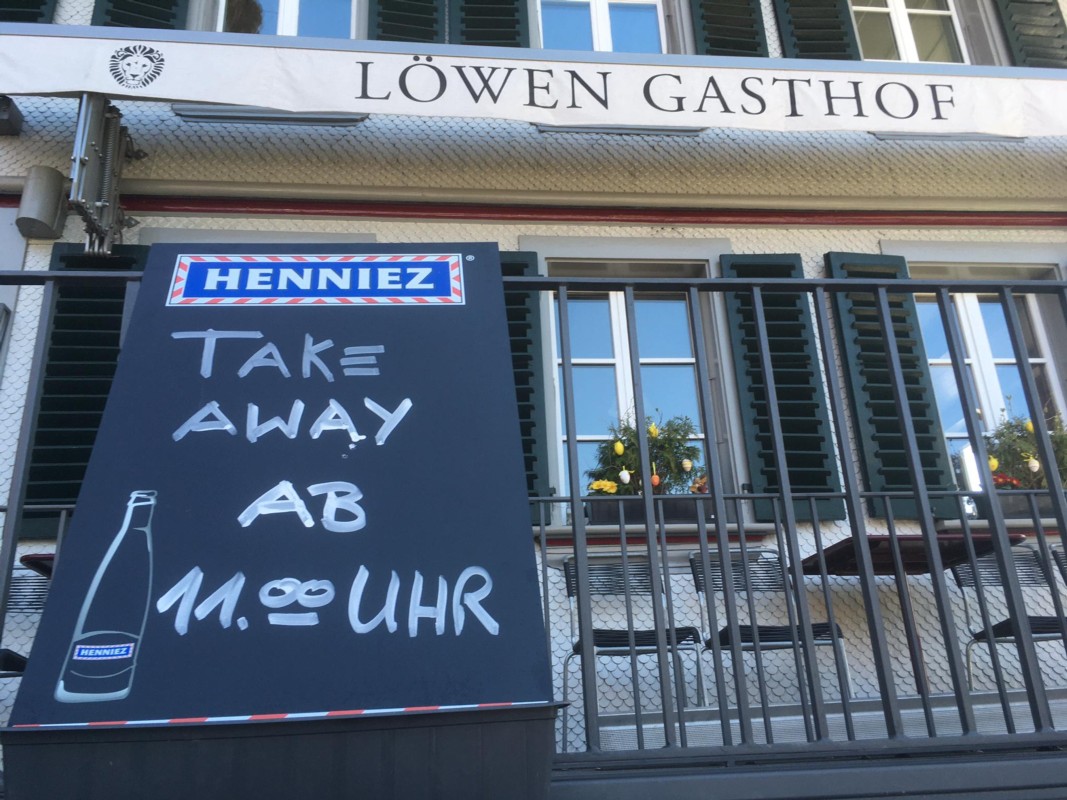 LÖWEN GASTHOF
HENNIEZ®
TAKE
AWAY
AB
11.00 UHR
HENNIEZ